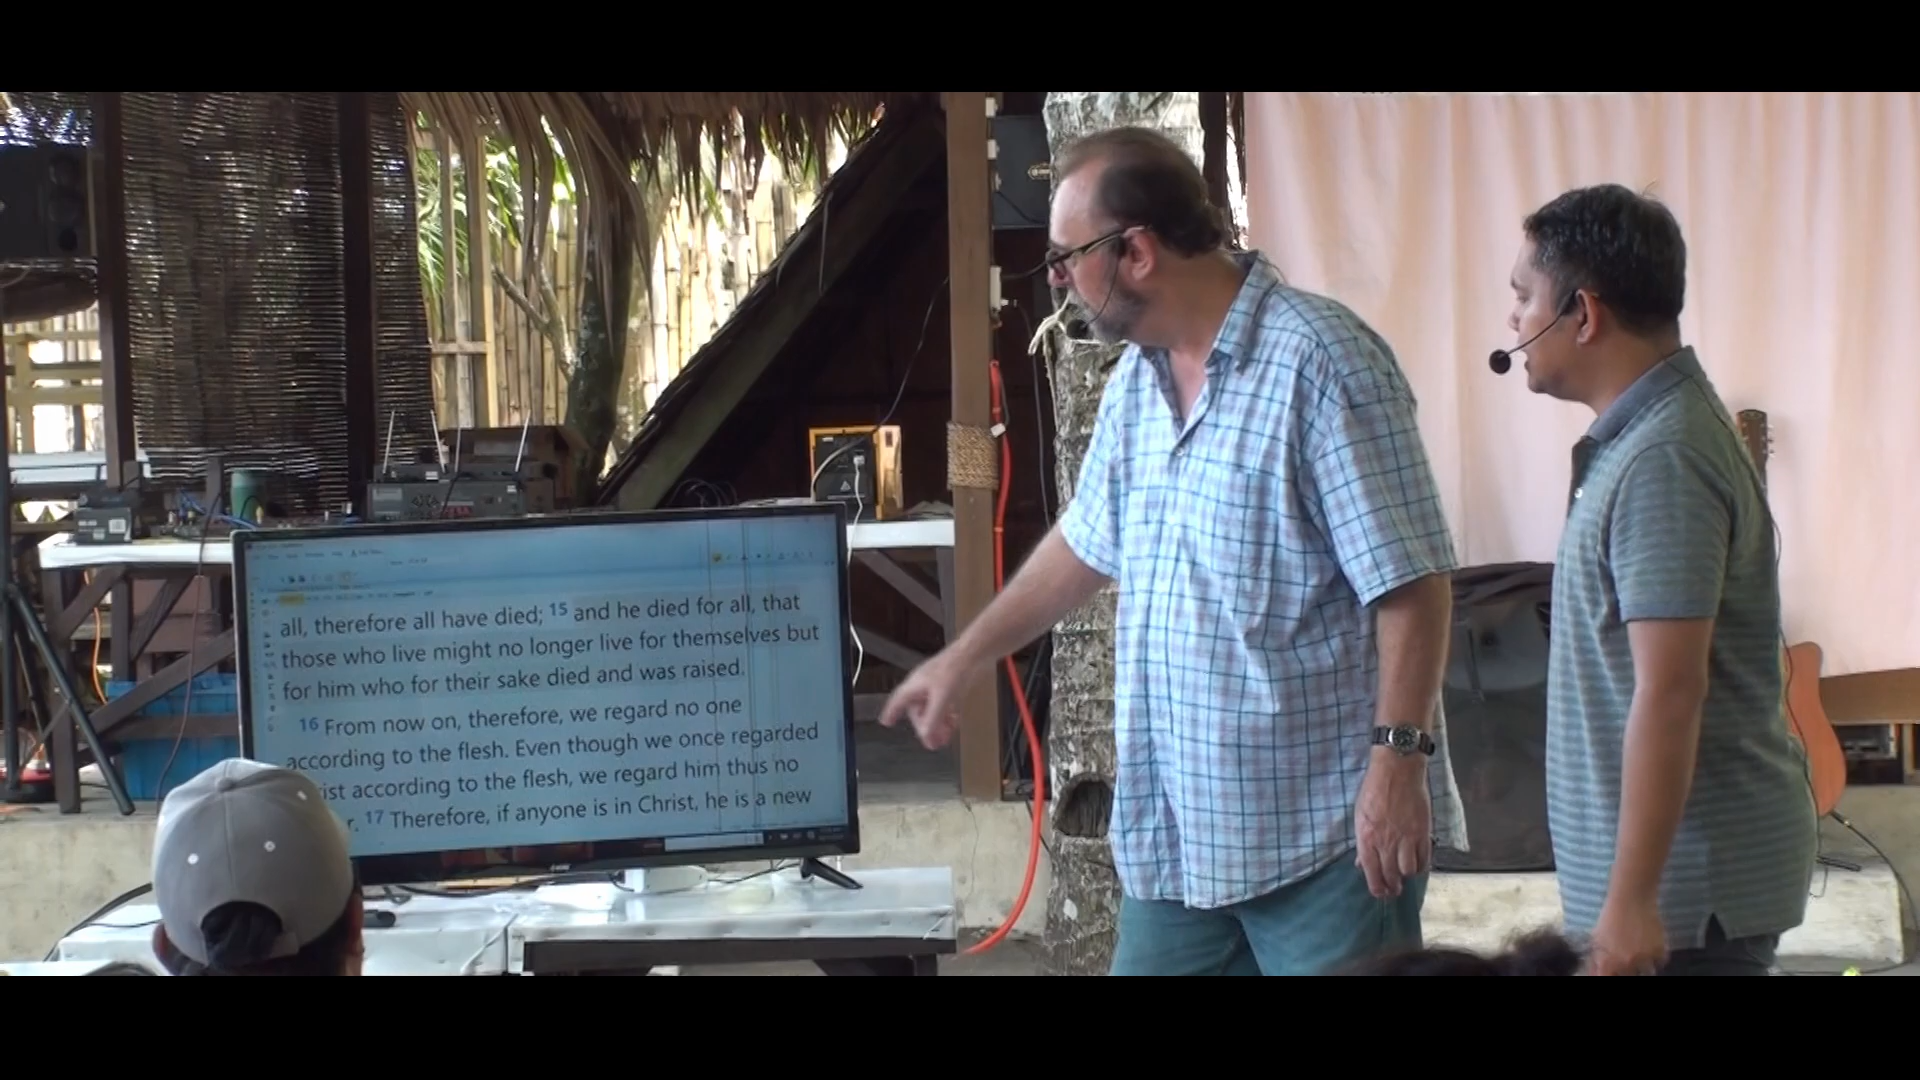 all, therefore all have died; 15 and he died for all, that
those who live might no longer live for themselves but
for him who for their sake died and was raised.
16 From now on, therefore, we regard no one
according to the flesh. Even though we once regarded
rist according to the flesh, we regard him thus no
r. 17 Therefore, if anyone is in Christ, he is a new